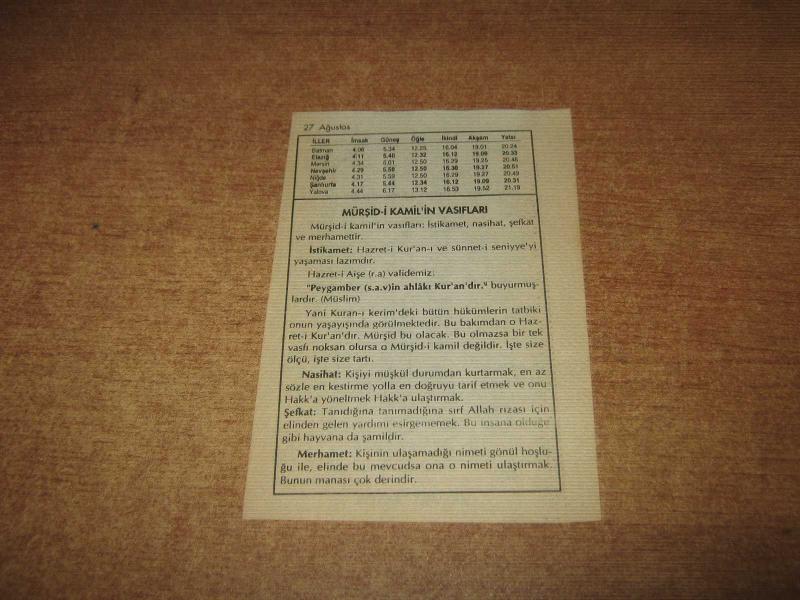 27 Ağustos
İLLER İmsak Güneş Öğle İkindi Akşam Yatsı
Batman 4.06 5.34 12.25 16.04 19.01 20.24
Elazığ 4.11 5.40 12.32 16.12 19.09 20.33
Mersin 4.34 6.01 12.50 16.29 19.25 20.46
Nevşehir 4.29 5.59 12.50 16.30 19.27 20.51
Niğde 4.31 5.59 12.50 16.29 19.27 20.49
Şanlıurfa 4.17 5.44 12.34 16.12 19.09 20.31
Yalova 4.44 6.17 13.12 16.53 19.52 21.19
MÜRŞİD-İ KAMİL'İN VASIFLARI
Mürşid-i kamil'in vasıfları: İstikamet, nasihat, şefkat
ve merhamettir.
İstikamet: Hazret-i Kur'an-ı ve sünnet-i seniyye'yi
yaşaması lazımdır.
Hazret-i Aişe (r.a) validemiz:
"Peygamber (s.a.v)in ahlâkı Kur'an'dır." buyurmuş-
lardır. (Müslim)
Yani Kuran-ı kerim'deki bütün hükümlerin tatbiki
onun yaşayışında görülmektedir. Bu bakımdan o Haz-
ret-i Kur'an'dır. Mürşid bu olacak. Bu olmazsa bir tek
vasfı noksan olursa o Mürşid-i kamil değildir. İşte size
ölçü, işte size tartı.
Nasihat: Kişiyi müşkül durumdan kurtarmak, en az
sözle en kestirme yolla en doğruyu tarif etmek ve onu
Hakk'a yöneltmek Hakk'a ulaştırmak.
Şefkat: Tanıdığına tanımadığına sırf Allah rızası için
elinden gelen yardımı esirgememek. Bu insana olduğu
gibi hayvana da şamildir.
Merhamet: Kişinin ulaşamadığı nimeti gönül hoşlu-
ğu ile, elinde bu mevcudsa ona o nimeti ulaştırmak.
Bunun manası çok derindir.